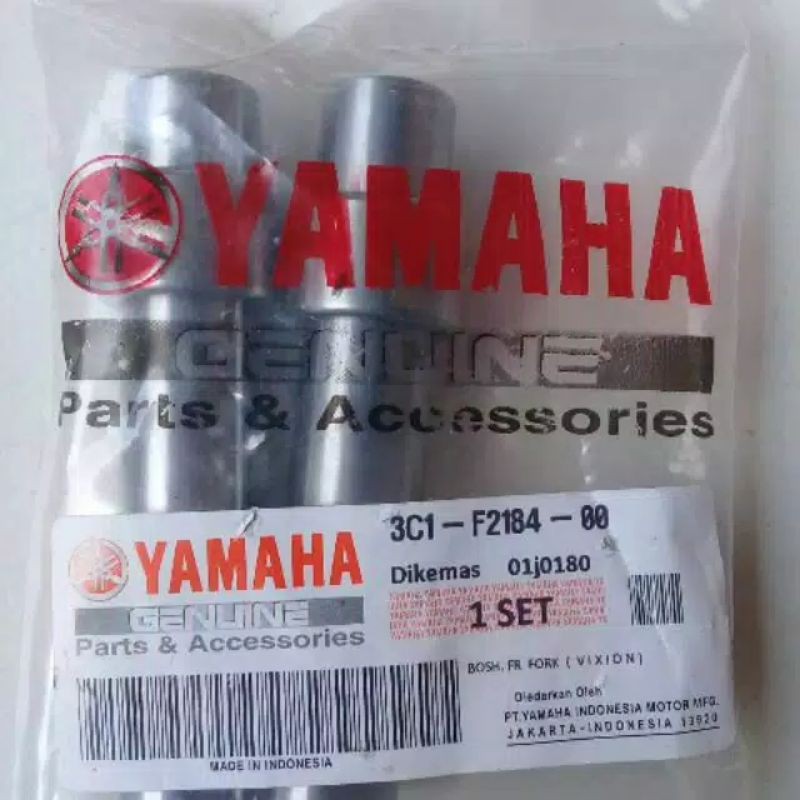 YAMAHA
GENUINE
Parts & Accessories
YAMAHA
GENUINE
Parts & Accessories
3C1-F2184-00
Dikemas 01j0180
1 SET
BOSH. FR. FORK (VIXION)
Diedarkan Oleh
PT.YAMAHA INDONESIA MOTOR MFG.
JAKARTA-INDONESIA 13920
MADE IN INDONESIA